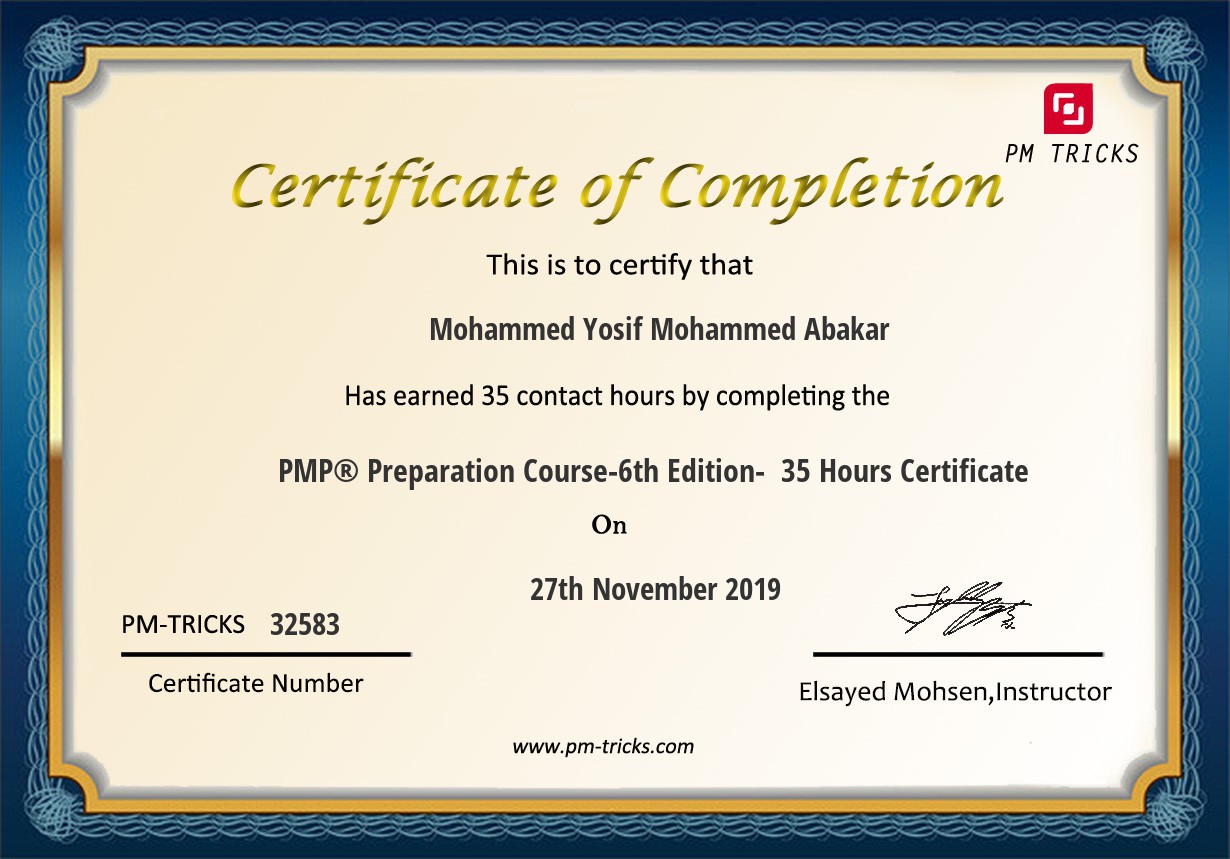 PM TRICKS
Certificate of Completion
This is to certify that
Mohammed Yosif Mohammed Abakar
Has earned 35 contact hours by completing the
PMP® Preparation Course-6th Edition-  35 Hours Certificate
On
27th November 2019
PM-TRICKS 32583
Certificate Number
Elsayed Mohsen,Instructor
www.pm-tricks.com